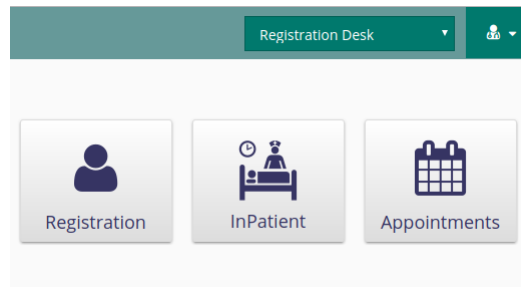 Registration Desk
Registration
InPatient
Appointments